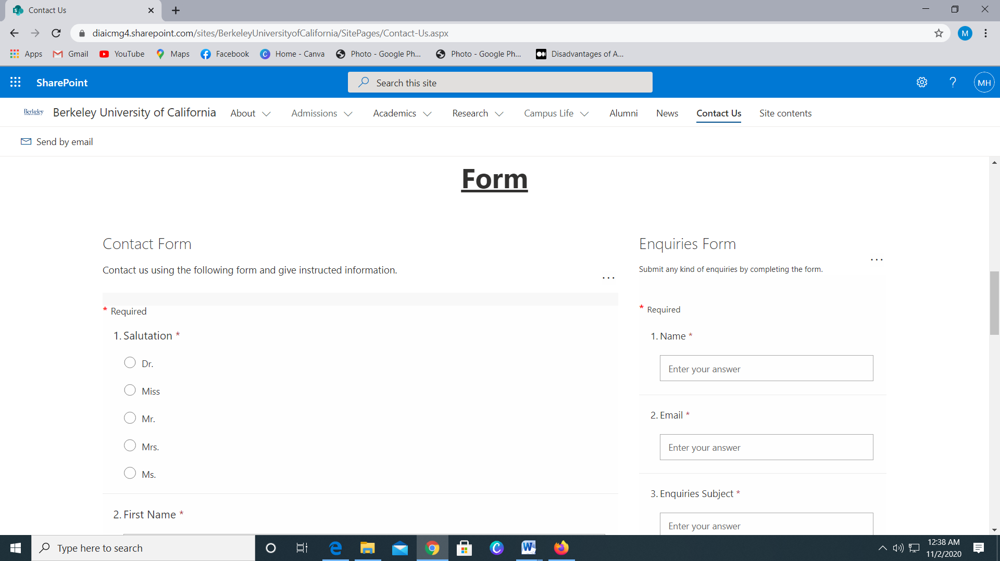 Contact Us
diaicmg4.sharepoint.com/sites/BerkeleyUniversityofCalifornia/SitePages/Contact-Us.aspx
M
Apps
Gmail
YouTube
Maps
Facebook
Home - Canva
Photo - Google Ph...
Photo - Google Ph...
Disadvantages of A...
SharePoint
Search this site
?
MH
Berkeley
Berkeley University of California
About
Admissions
Academics
Research
Campus Life
Alumni
News
Contact Us
Site contents
Send by email
Form
Contact Form
Contact us using the following form and give instructed information.
...
* Required
1. Salutation *
Dr.
Miss
Mr.
Mrs.
Ms.
2. First Name *
Enquiries Form
...
Submit any kind of enquiries by completing the form.
* Required
1. Name *
Enter your answer
2. Email *
Enter your answer
3. Enquiries Subject *
Enter your answer
Type here to search
12:38 AM
11/2/2020